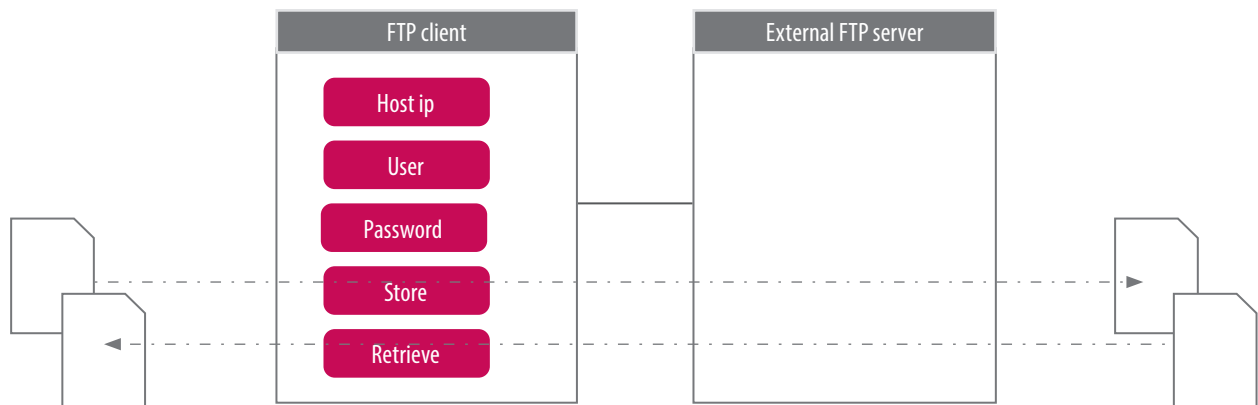 FTP client
External FTP server
Host ip
User
Password
Store
Retrieve